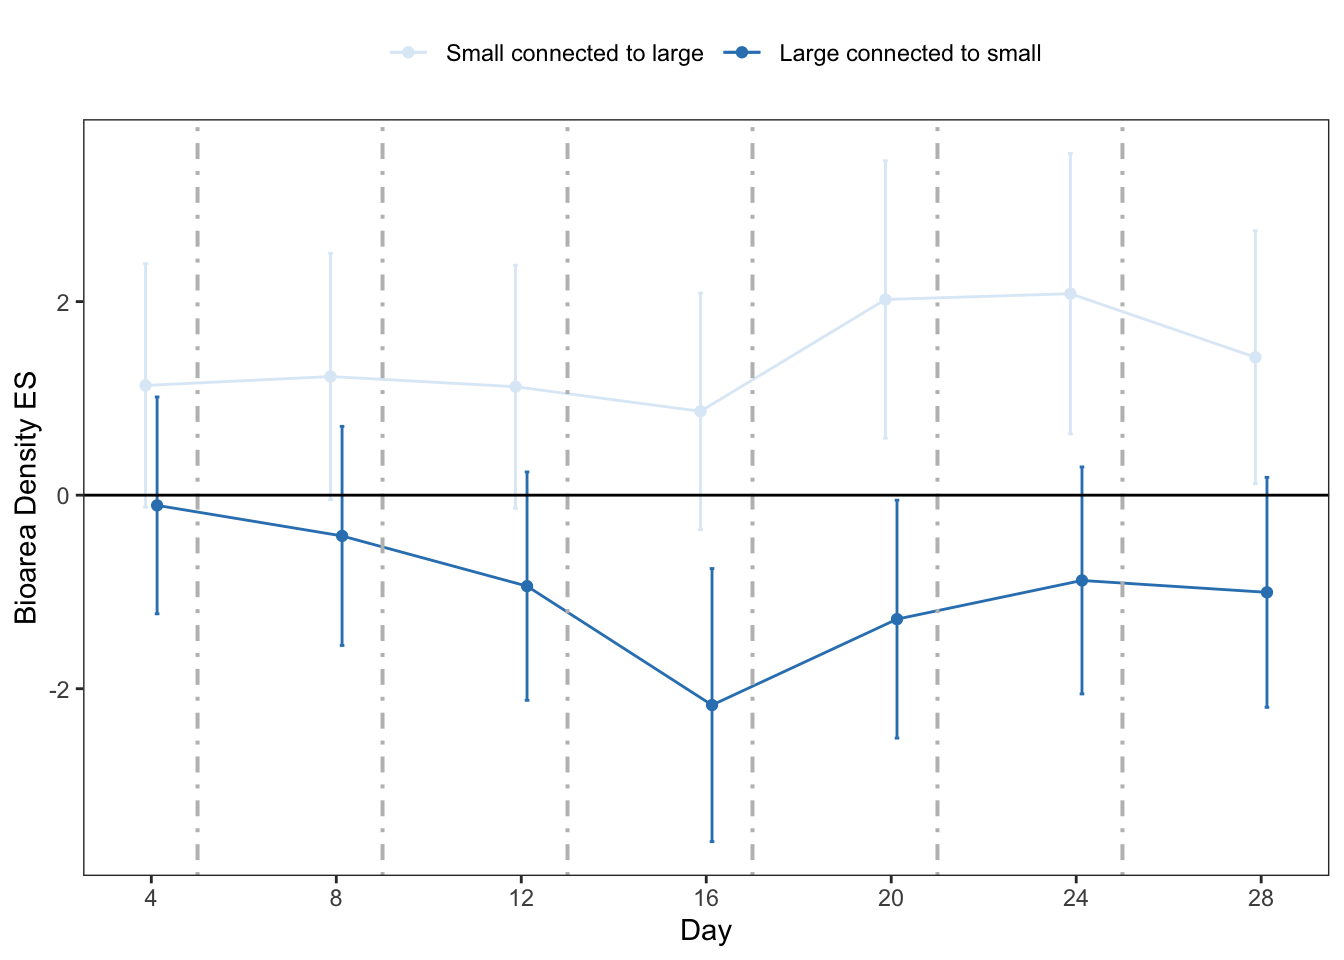 Small connected to large Large connected to small
Bioarea Density ES
2
0
-2
4 8 12 16 20 24 28
Day